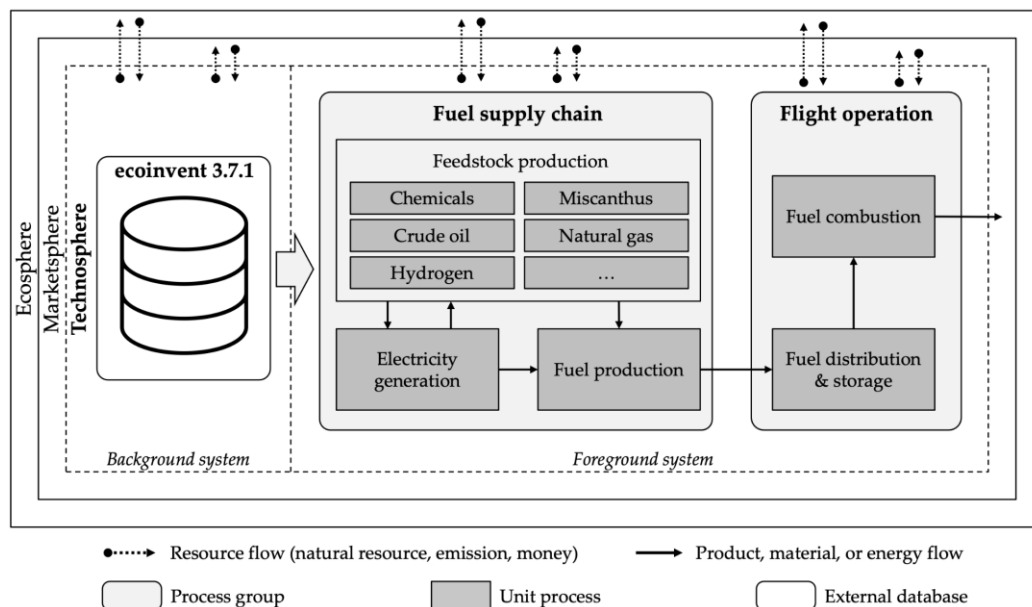 Ecosphere
Marketsphere
Technosphere
ecoinvent 3.7.1
Background system
Fuel supply chain
Feedstock production
Chemicals
Miscanthus
Crude oil
Natural gas
Hydrogen
…
Electricity
generation
Fuel production
Flight operation
Fuel combustion
Fuel distribution
& storage
Foreground system
Resource flow (natural resource, emission, money)
Product, material, or energy flow
Process group
Unit process
External database